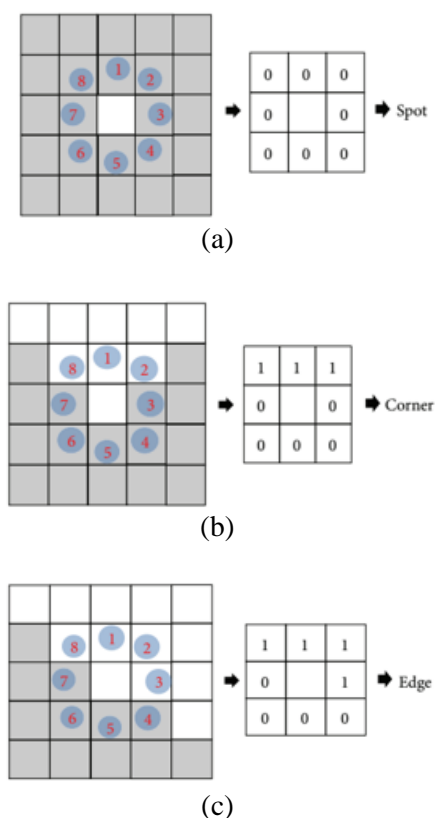 8 1 2 0 0 0
7 3 0 0 Spot
6 5 4 0 0 0
(a)
8 1 2 1 1 1
7 3 0 0 Corner
6 5 4 0 0 0
(b)
8 1 2 1 1 1
7 3 0 1 Edge
6 5 4 0 0 0
(c)